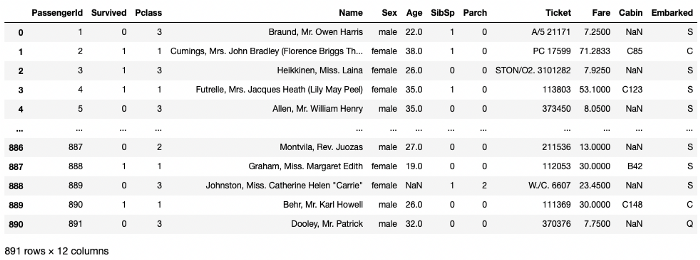 PassengerId Survived Pclass Name Sex Age SibSp Parch Ticket Fare Cabin Embarked
0 1 0 3 Braund, Mr. Owen Harris male 22.0 1 0 A/5 21171 7.2500 NaN S
1 2 1 1 Cumings, Mrs. John Bradley (Florence Briggs Th... female 38.0 1 0 PC 17599 71.2833 C85 C
2 3 1 3 Heikkinen, Miss. Laina female 26.0 0 0 STON/O2. 3101282 7.9250 NaN S
3 4 1 1 Futrelle, Mrs. Jacques Heath (Lily May Peel) female 35.0 1 0 113803 53.1000 C123 S
4 5 0 3 Allen, Mr. William Henry male 35.0 0 0 373450 8.0500 NaN S
... ... ... ... ... ... ... ... ... ... ... ... ...
886 887 0 2 Montvila, Rev. Juozas male 27.0 0 0 211536 13.0000 NaN S
887 888 1 1 Graham, Miss. Margaret Edith female 19.0 0 0 112053 30.0000 B42 S
888 889 0 3 Johnston, Miss. Catherine Helen "Carrie" female NaN 1 2 W./C. 6607 23.4500 NaN S
889 890 1 1 Behr, Mr. Karl Howell male 26.0 0 0 111369 30.0000 C148 C
890 891 0 3 Dooley, Mr. Patrick male 32.0 0 0 370376 7.7500 NaN Q
891 rows × 12 columns